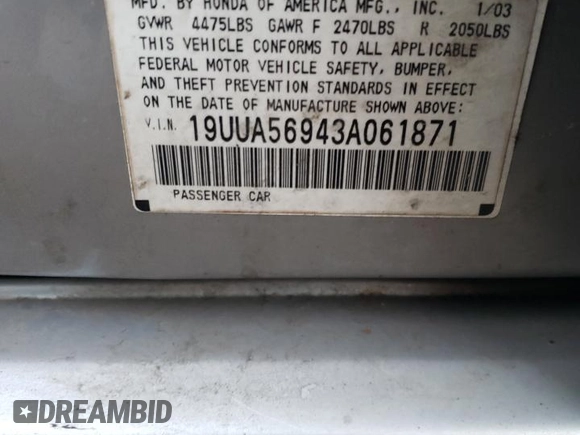 MFD. BY HONDA OF AMERICA MFG., INC. 1/03
GVWR 4475LBS GAWR F 2470LBS R 2050LBS
THIS VEHICLE CONFORMS TO ALL APPLICABLE
FEDERAL MOTOR VEHICLE SAFETY, BUMPER,
AND THEFT PREVENTION STANDARDS IN EFFECT
ON THE DATE OF MANUFACTURE SHOWN ABOVE:
V.I.N. 19UUA56943A061871
PASSENGER CAR
DREAMBID